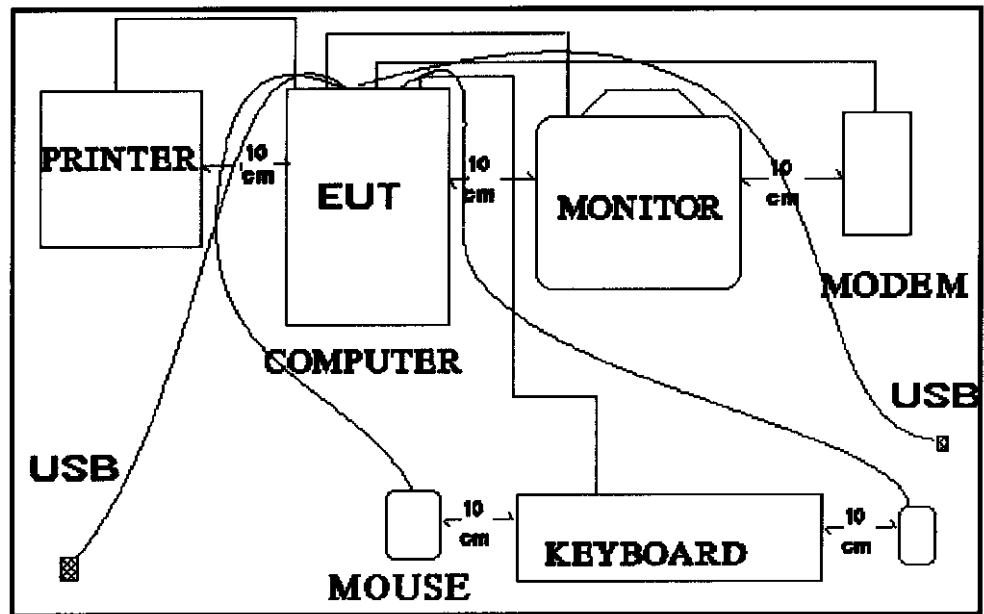 PRINTER
10
cm
EUT
10
cm
MONITOR
10
cm
MODEM
COMPUTER
USB
USB
10
cm
10
cm
KEYBOARD
MOUSE